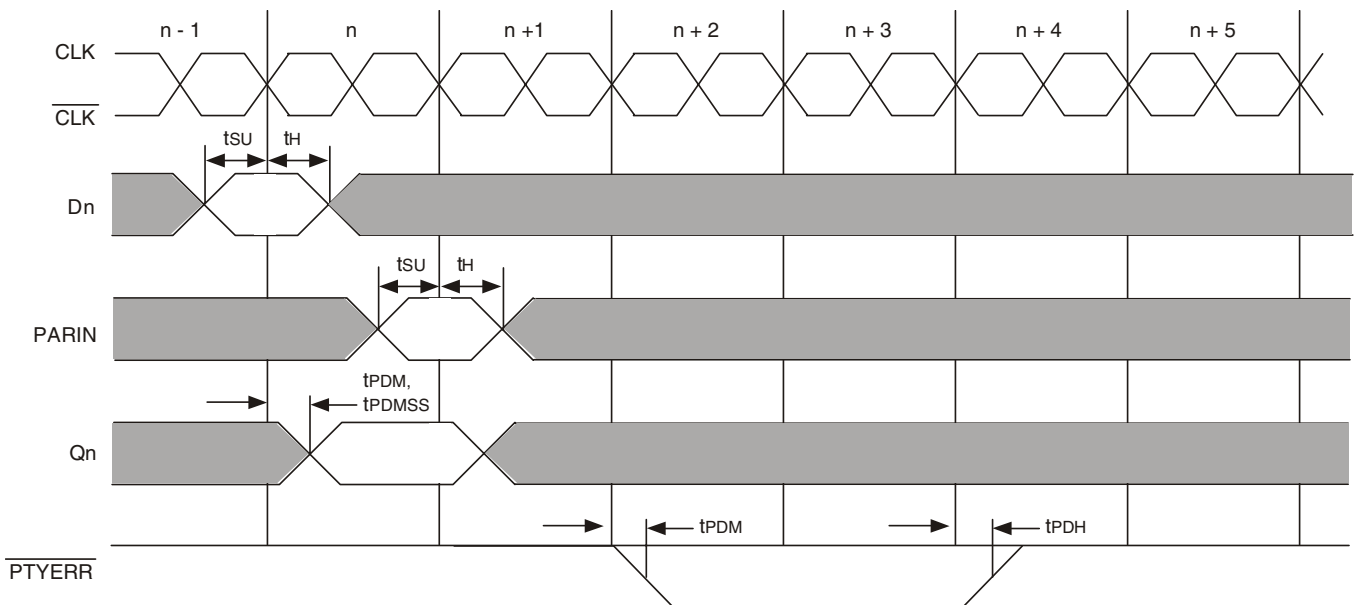 n - 1 n n +1 n + 2 n + 3 n + 4 n + 5
CLK
CLK
tSU tH
Dn
tSU tH
PARIN
tPDM,
tPDMSS
Qn
tPDM tPDH
PTYERR